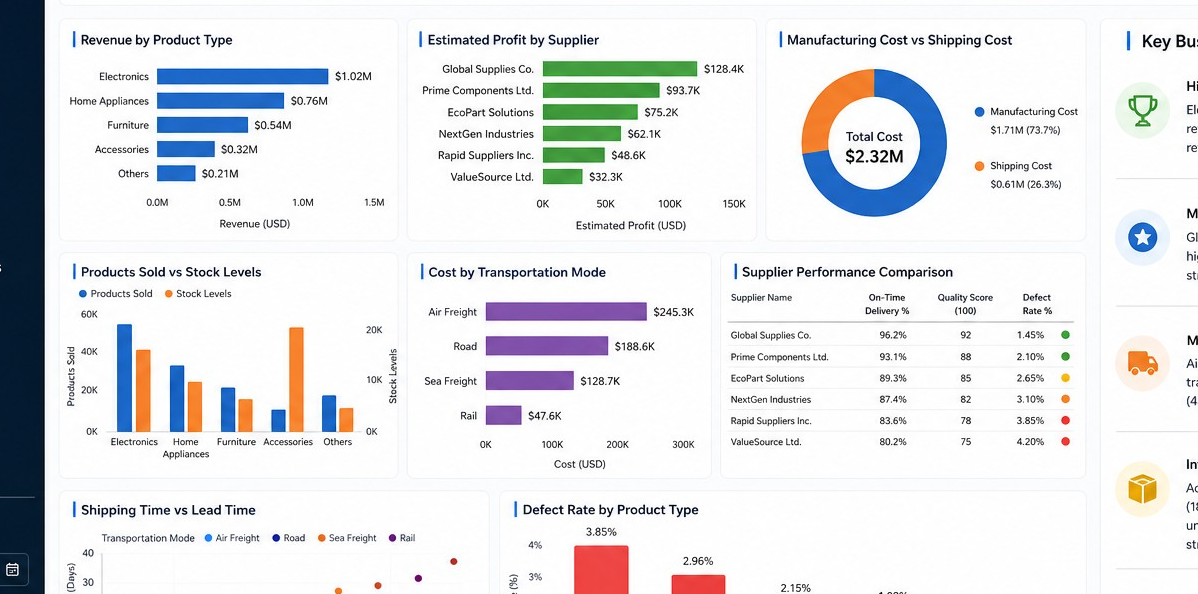 Revenue by Product Type
Electronics $1.02M
Home Appliances $0.76M
Furniture $0.54M
Accessories $0.32M
Others $0.21M
0.0M 0.5M 1.0M 1.5M
Revenue (USD)
Estimated Profit by Supplier
Global Supplies Co. $128.4K
Prime Components Ltd. $93.7K
EcoPart Solutions $75.2K
NextGen Industries $62.1K
Rapid Suppliers Inc. $48.6K
ValueSource Ltd. $32.3K
0K 50K 100K 150K
Estimated Profit (USD)
Manufacturing Cost vs Shipping Cost
Total Cost
$2.32M
Manufacturing Cost
$1.71M (73.7%)
Shipping Cost
$0.61M (26.3%)
Products Sold vs Stock Levels
Products Sold Stock Levels
60K
40K
20K
0K
Products Sold
20K
10K
0K
Stock Levels
Electronics Home Appliances Furniture Accessories Others
Cost by Transportation Mode
Air Freight $245.3K
Road $188.6K
Sea Freight $128.7K
Rail $47.6K
0K 100K 200K 300K
Cost (USD)
Supplier Performance Comparison
Supplier Name On-Time Delivery % Quality Score (100) Defect Rate %
Global Supplies Co. 96.2% 92 1.45%
Prime Components Ltd. 93.1% 88 2.10%
EcoPart Solutions 89.3% 85 2.65%
NextGen Industries 87.4% 82 3.10%
Rapid Suppliers Inc. 83.6% 78 3.85%
ValueSource Ltd. 80.2% 75 4.20%
Shipping Time vs Lead Time
Transportation Mode Air Freight Road Sea Freight Rail
40
30
(Days)
Defect Rate by Product Type
4%
3%
(%)
3.85%
2.96%
2.15%
Key Bus
(4
(18